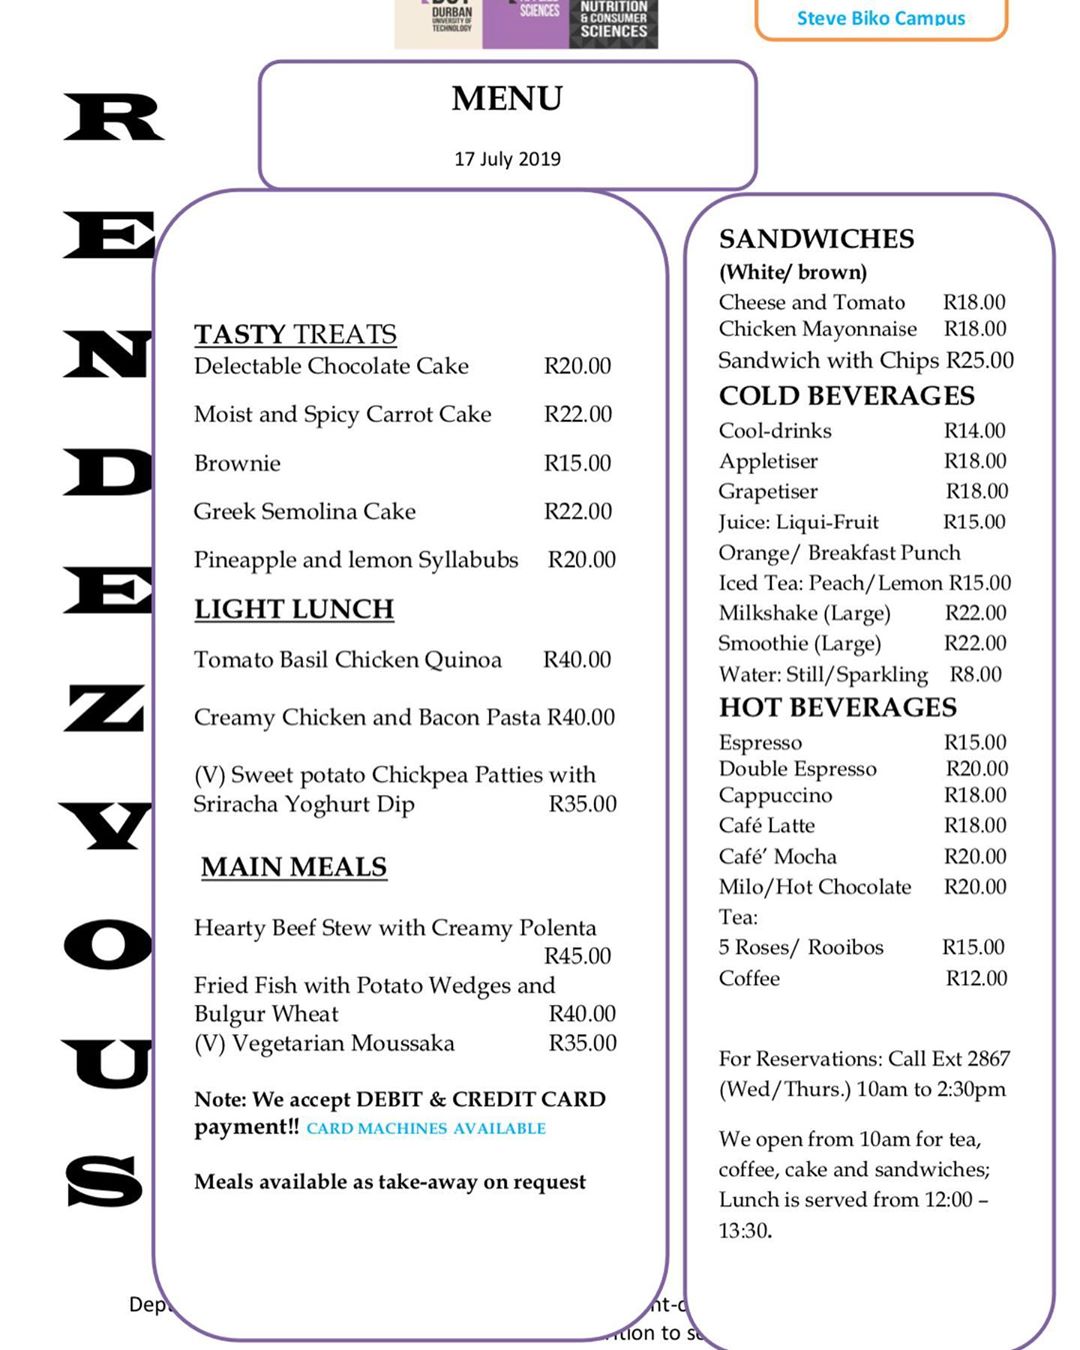 DURBAN
UNIVERSITY OF
TECHNOLOGY
SCIENCES
NUTRITION
& CONSUMER
SCIENCES
Steve Biko Campus
RENDEZVOUS
MENU
17 July 2019
TASTY TREATS
Delectable Chocolate Cake R20.00
Moist and Spicy Carrot Cake R22.00
Brownie R15.00
Greek Semolina Cake R22.00
Pineapple and lemon Syllabubs R20.00
LIGHT LUNCH
Tomato Basil Chicken Quinoa R40.00
Creamy Chicken and Bacon Pasta R40.00
(V) Sweet potato Chickpea Patties with
Sriracha Yoghurt Dip R35.00
MAIN MEALS
Hearty Beef Stew with Creamy Polenta
R45.00
Fried Fish with Potato Wedges and
Bulgur Wheat R40.00
(V) Vegetarian Moussaka R35.00
Note: We accept DEBIT & CREDIT CARD
payment!! CARD MACHINES AVAILABLE
Meals available as take-away on request
SANDWICHES
(White/ brown)
Cheese and Tomato R18.00
Chicken Mayonnaise R18.00
Sandwich with Chips R25.00
COLD BEVERAGES
Cool-drinks R14.00
Appletiser R18.00
Grapetiser R18.00
Juice: Liqui-Fruit R15.00
Orange/ Breakfast Punch
Iced Tea: Peach/Lemon R15.00
Milkshake (Large) R22.00
Smoothie (Large) R22.00
Water: Still/Sparkling R8.00
HOT BEVERAGES
Espresso R15.00
Double Espresso R20.00
Cappuccino R18.00
Café Latte R18.00
Café’ Mocha R20.00
Milo/Hot Chocolate R20.00
Tea:
5 Roses/ Rooibos R15.00
Coffee R12.00
For Reservations: Call Ext 2867
(Wed/Thurs.) 10am to 2:30pm
We open from 10am for tea,
coffee, cake and sandwiches;
Lunch is served from 12:00 –
13:30.